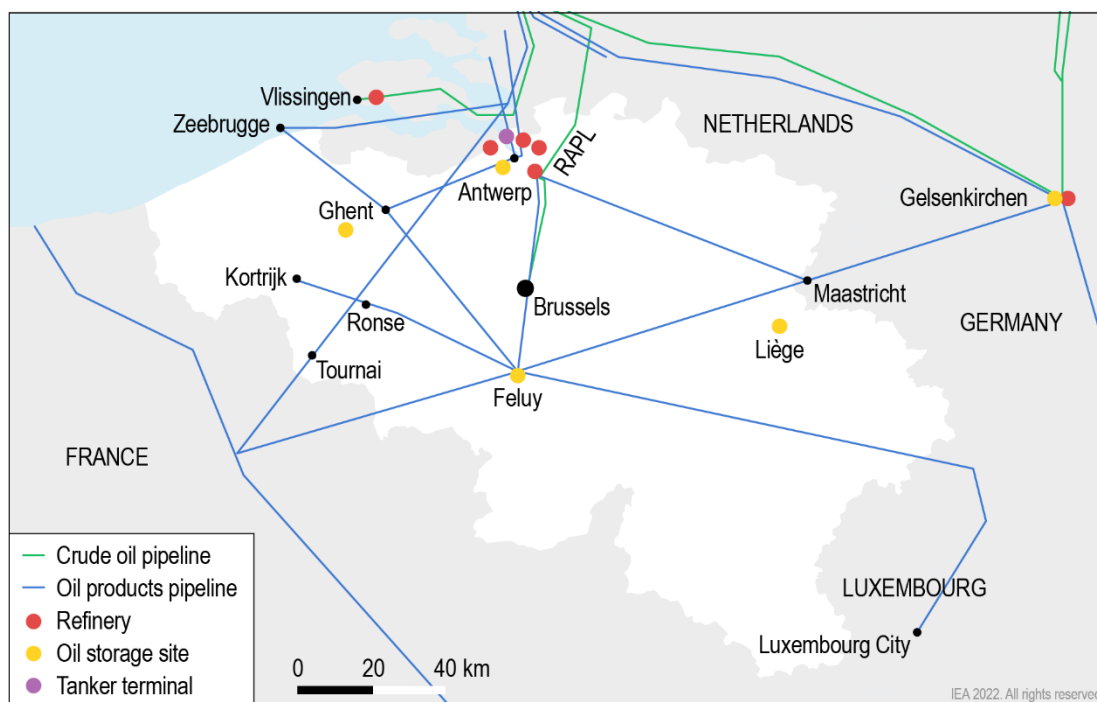 Vlissingen
Zeebrugge
NETHERLANDS
RAPL
Antwerp
Ghent
Gelsenkirchen
Kortrijk
Brussels
Maastricht
Ronse
GERMANY
Liège
Tournai
Feluy
FRANCE
Crude oil pipeline
Oil products pipeline
LUXEMBOURG
Refinery
Oil storage site
Luxembourg City
Tanker terminal
0 20 40 km
IEA 2022. All rights reserved